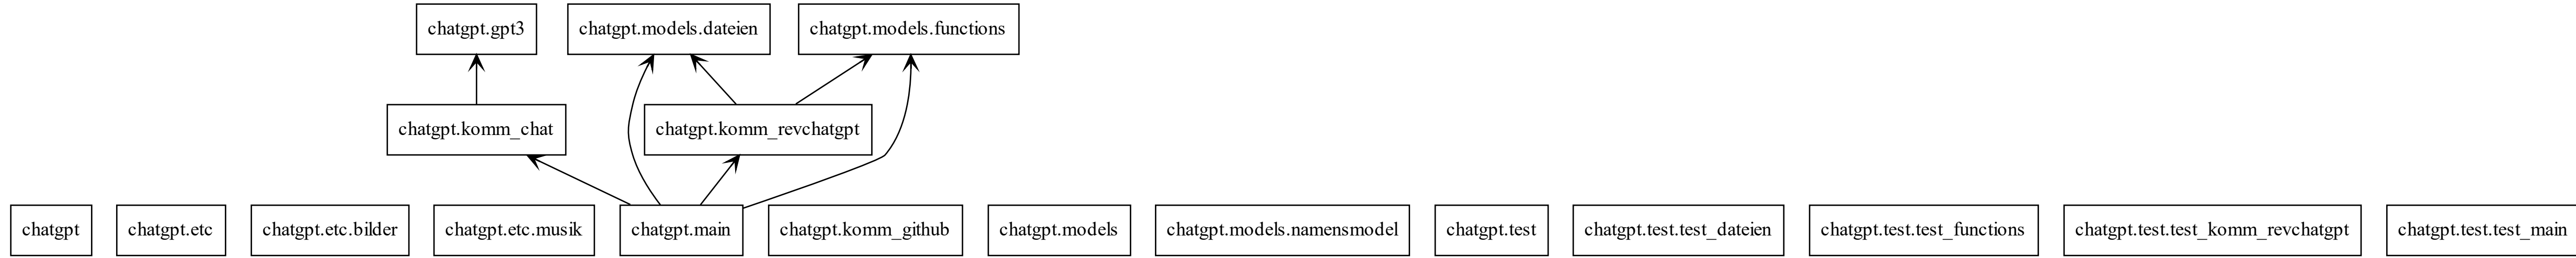 chatgpt.gpt3
chatgpt.models.dateien
chatgpt.models.functions
chatgpt.komm_chat
chatgpt.komm_revchatgpt
chatgpt
chatgpt.etc
chatgpt.etc.bilder
chatgpt.etc.musik
chatgpt.main
chatgpt.komm_github
chatgpt.models
chatgpt.models.namensmodel
chatgpt.test
chatgpt.test.test_dateien
chatgpt.test.test_functions
chatgpt.test.test_komm_revchatgpt
chatgpt.test.test_main